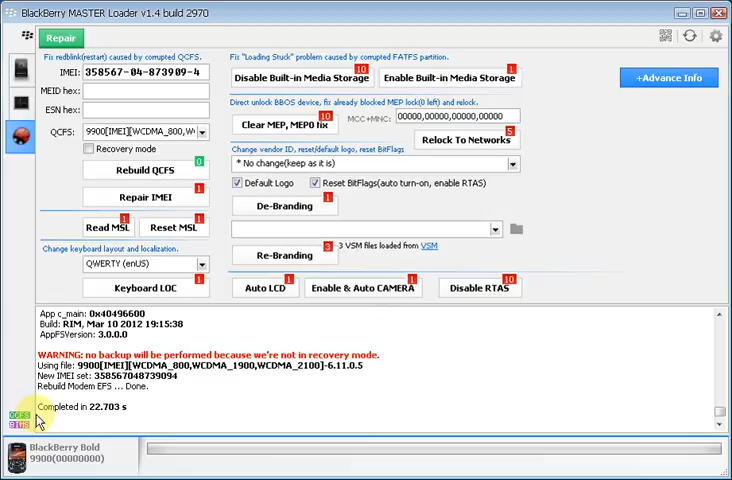 BlackBerry MASTER Loader v1.4 build 2970
Repair
Fix redblink(restart) caused by corrupted QCFS.
IMEI: 358567-04-873909-4
MEID hex:
ESN hex:
QCFS: 9900[IMEI][WCDMA_800,W
Recovery mode
Rebuild QCFS 0
Repair IMEI 1
Read MSL 1 Reset MSL 1
Change keyboard layout and localization.
QWERTY (enUS)
Keyboard LOC 1
Fix "Loading Stuck" problem caused by corrupted FATFS partition.
Disable Built-in Media Storage 10 Enable Built-in Media Storage 1
Direct unlock BBOS device, fix already blocked MEP lock(0 left) and relock.
Clear MEP, MEP0 fix 10 MCC+MNC: 00000,00000,00000,00000
Relock To Networks 5
Change vendor ID, reset/default logo, reset BitFlags
* No change(keep as it is)
Default Logo Reset BitFlags(auto turn-on, enable RTAS)
De-Branding 1
Re-Branding 3 3 VSM files loaded from VSM
Auto LCD 1 Enable & Auto CAMERA 1 Disable RTAS 10
+Advance Info
App c_main: 0x40496600
Build: RIM, Mar 10 2012 19:15:38
AppFSVersion: 3.0.0.0
WARNING: no backup will be performed because we're not in recovery mode.
Using file: 9900[IMEI][WCDMA_800,WCDMA_1900,WCDMA_2100]-6.11.0.5
New IMEI set: 358567048739094
Rebuild Modem EFS ... Done.
Completed in 22.703 s
QCFS
BlackBerry Bold
9900(00000000)